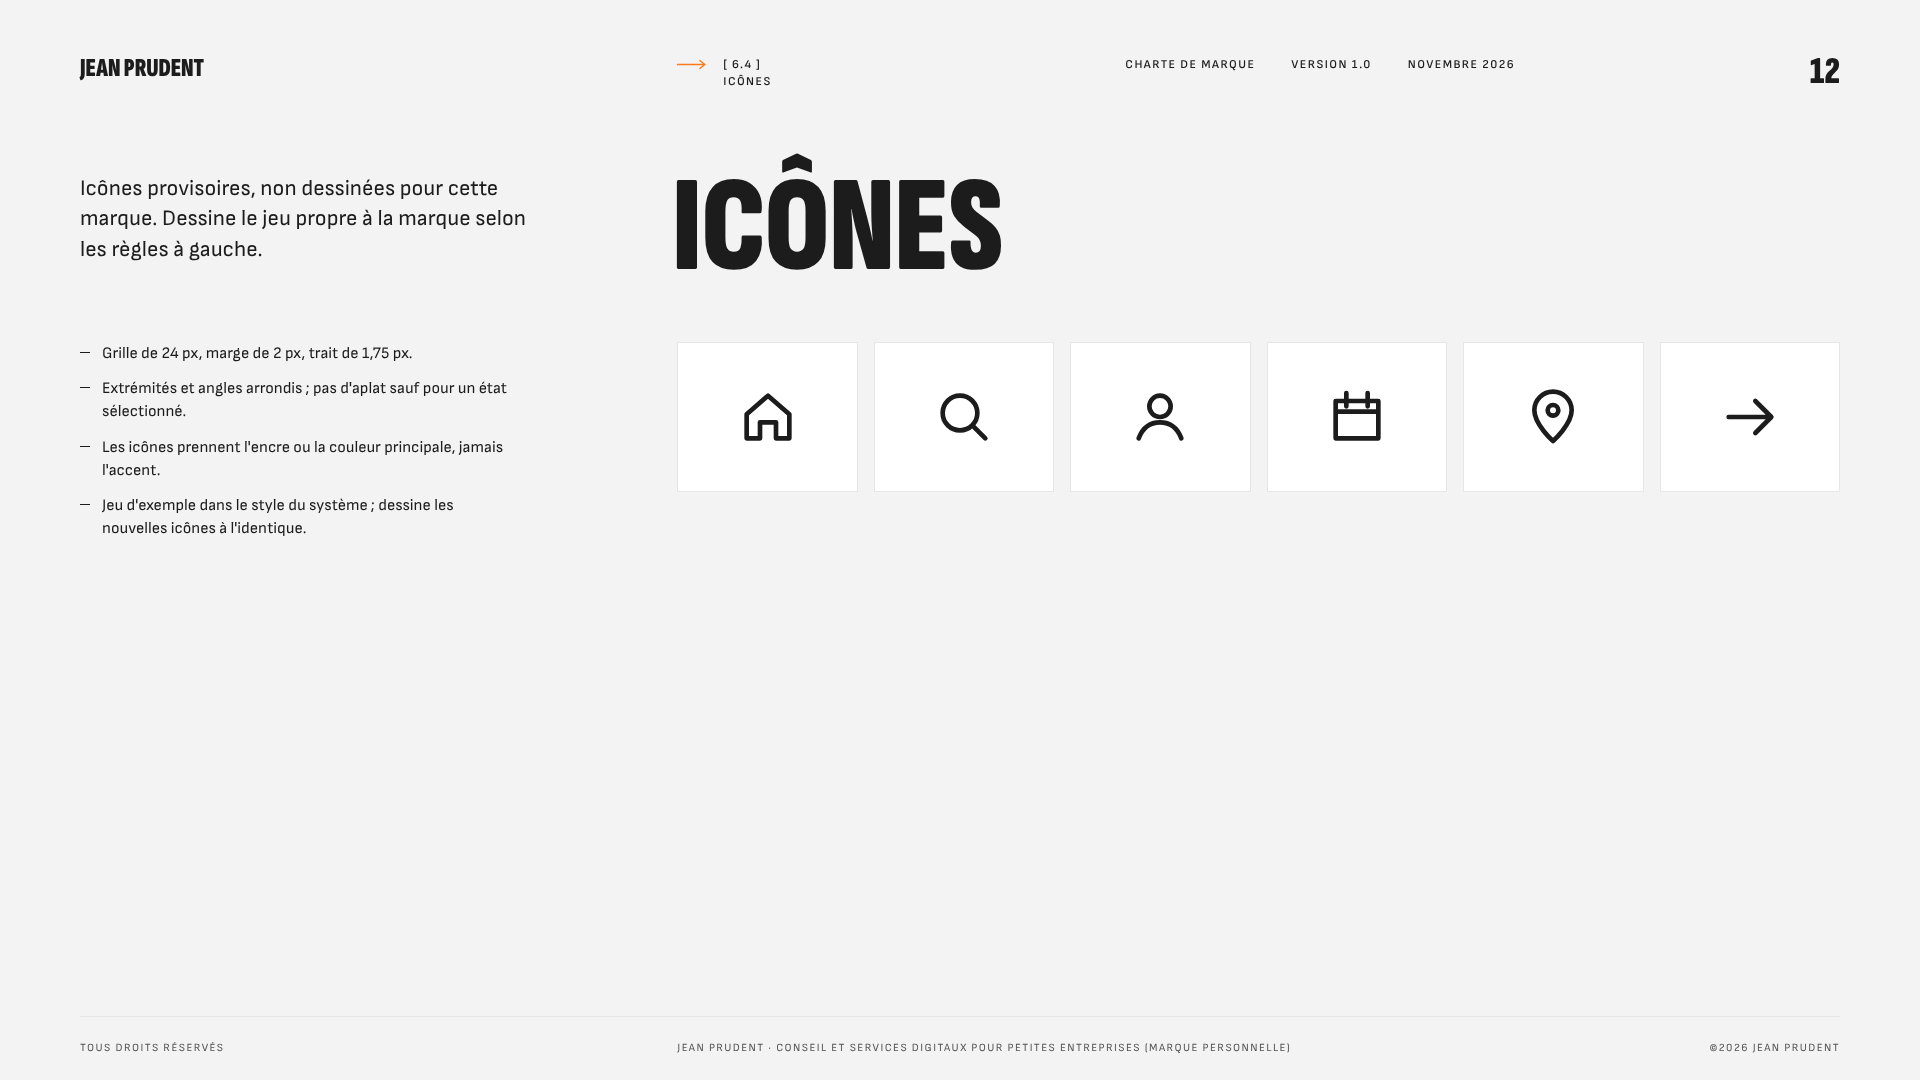 JEAN PRUDENT
[ 6.4 ]
ICÔNES
CHARTE DE MARQUE
VERSION 1.0
NOVEMBRE 2026
12
Icônes provisoires, non dessinées pour cette
marque. Dessine le jeu propre à la marque selon
les règles à gauche.
ICÔNES
Grille de 24 px, marge de 2 px, trait de 1,75 px.
Extrémités et angles arrondis ; pas d'aplat sauf pour un état
sélectionné.
Les icônes prennent l'encre ou la couleur principale, jamais
l'accent.
Jeu d'exemple dans le style du système ; dessine les
nouvelles icônes à l'identique.
TOUS DROITS RÉSERVÉS
JEAN PRUDENT · CONSEIL ET SERVICES DIGITAUX POUR PETITES ENTREPRISES (MARQUE PERSONNELLE)
©2026 JEAN PRUDENT